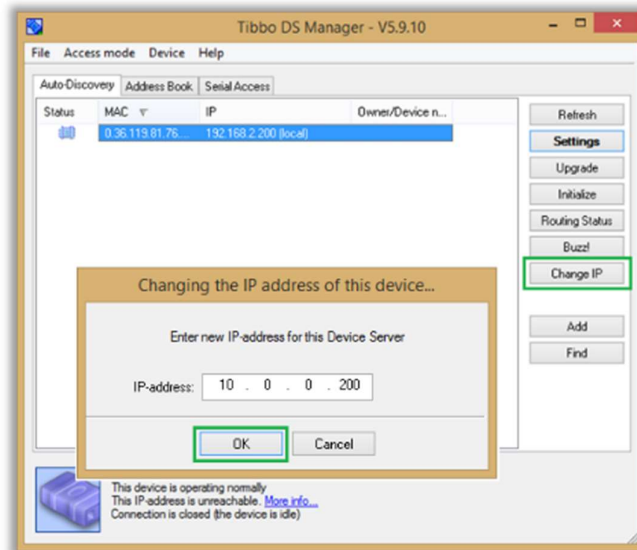 Tibbo DS Manager - V5.9.10
File Access mode Device Help
Auto-Discovery Address Book Serial Access
Status MAC IP Owner/Device n...
0.36.119.81.76.... 192.168.2.200 (local)
Refresh
Settings
Upgrade
Initialize
Routing Status
Buzz!
Change IP
Add
Find
Changing the IP address of this device...
Enter new IP-address for this Device Server
IP-address: 10 . 0 . 0 . 200
OK Cancel
This device is operating normally
This IP-address is unreachable. More info...
Connection is closed (the device is idle)